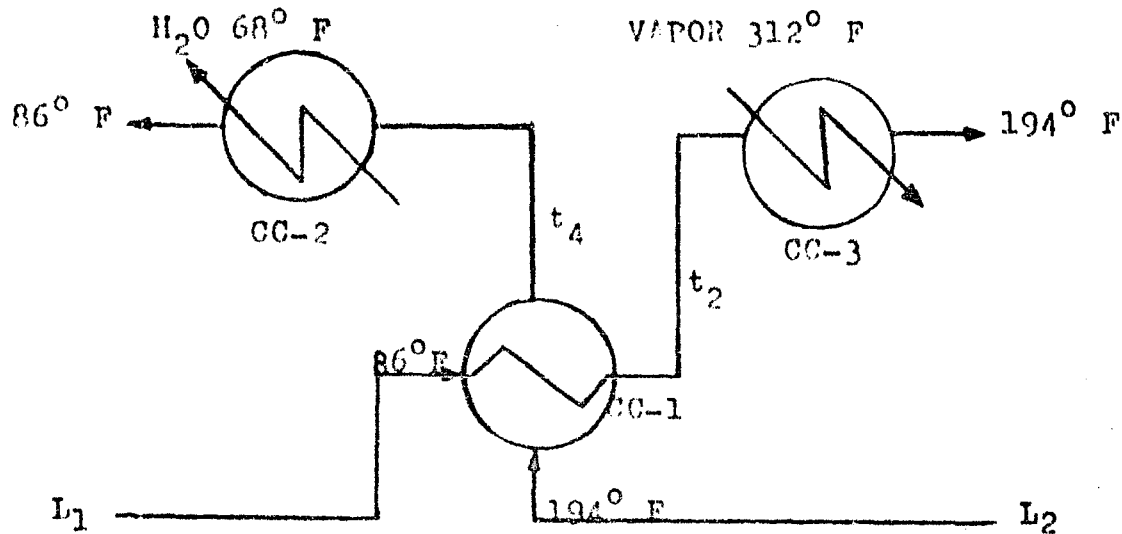 H₂O 68° F
VAPOR 312° F
86° F
194° F
CC-2
CC-3
t₄
t₂
86°F
CC-1
L₁
194° F
L₂